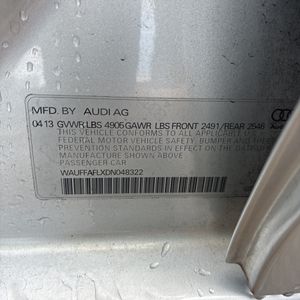 MFD. BY AUDI AG
04 13 GVWR LBS 4905 GAWR LBS FRONT 2491/REAR 2546
THIS VEHICLE CONFORMS TO ALL APPLICABLE U.S.
FEDERAL MOTOR VEHICLE SAFETY, BUMPER, AND
THEFT PREVENTION STANDARDS IN EFFECT ON
THE DATE OF MANUFACTURE SHOWN ABOVE
PASSENGER CAR
WAUFFAFLXDN048322